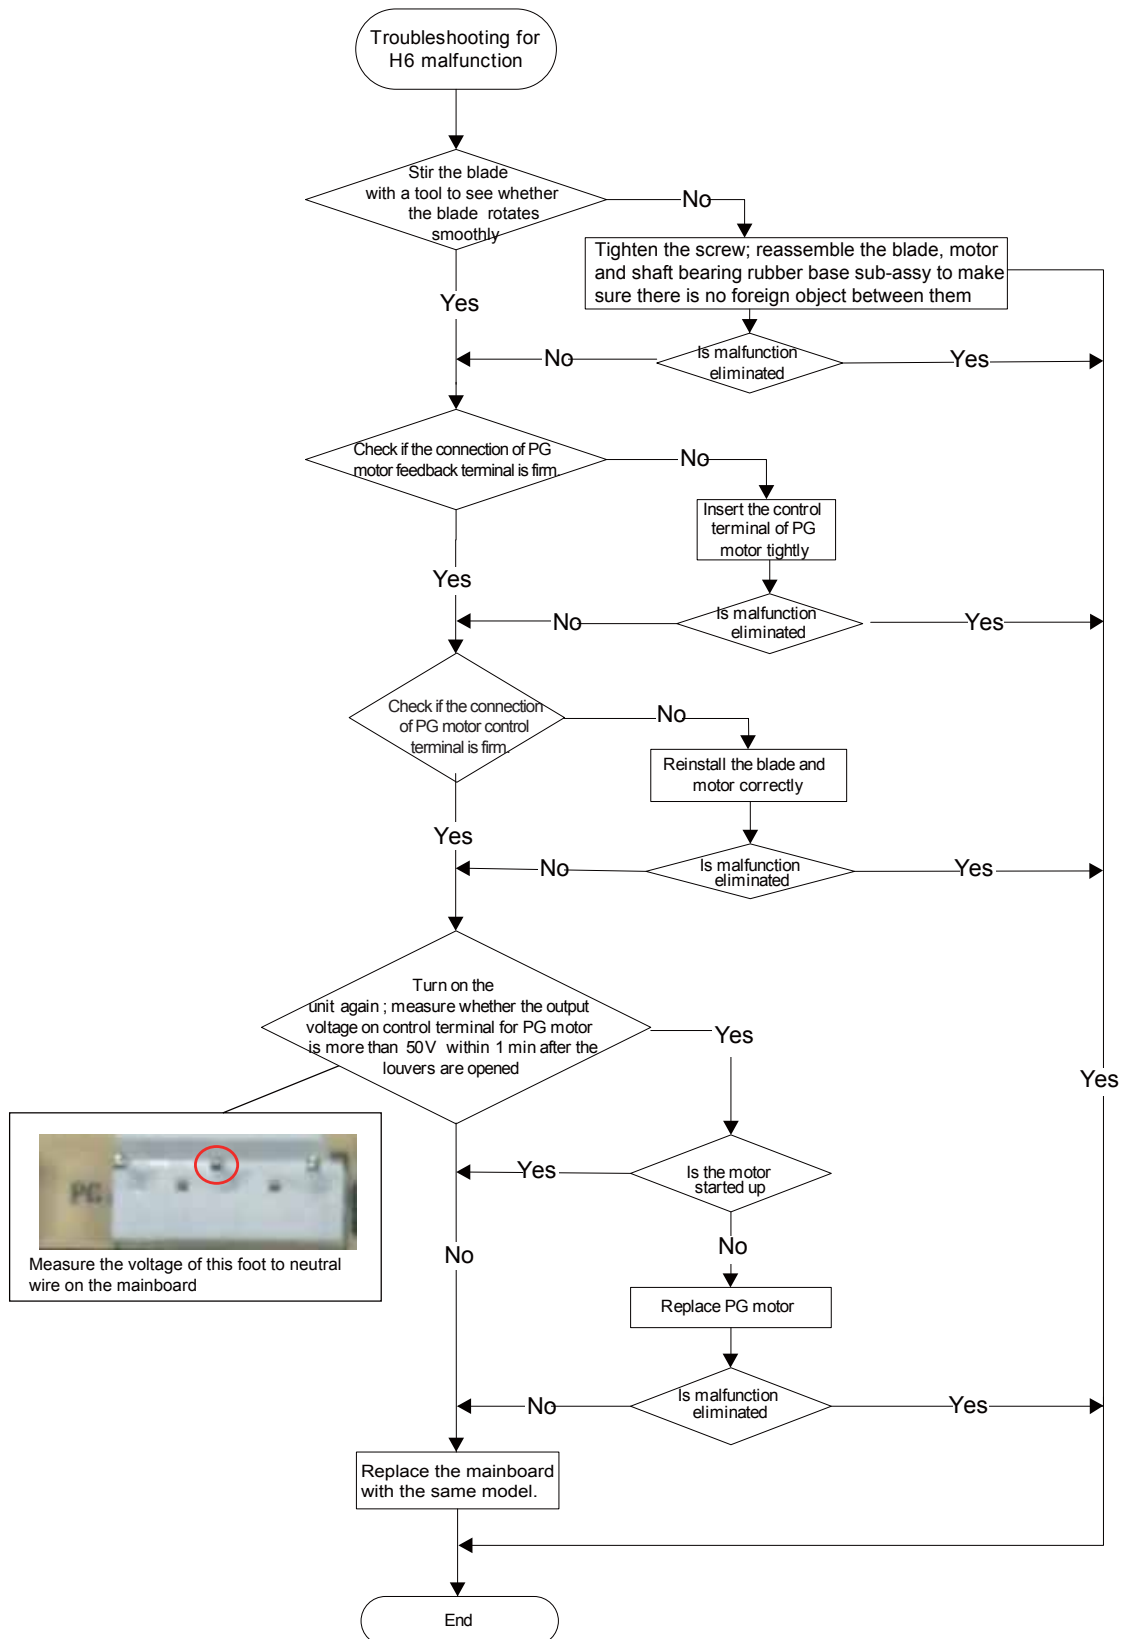 Troubleshooting for
H6 malfunction
Stir the blade
with a tool to see whether
the blade rotates
smoothly
No
Tighten the screw; reassemble the blade, motor
and shaft bearing rubber base sub-assy to make
sure there is no foreign object between them
Yes
Is malfunction
eliminated
No
Yes
Check if the connection of PG
motor feedback terminal is firm.
No
Insert the control
terminal of PG
motor tightly
Yes
Is malfunction
eliminated
No
Yes
Check if the connection
of PG motor control
terminal is firm.
No
Reinstall the blade and
motor correctly
Yes
Is malfunction
eliminated
No
Yes
Turn on the
unit again ; measure whether the output
voltage on control terminal for PG motor
is more than 50V within 1 min after the
louvers are opened
Yes
Yes
PG
Measure the voltage of this foot to neutral
wire on the mainboard
Is the motor
started up
Yes
No
No
Replace PG motor
Is malfunction
eliminated
No
Yes
Replace the mainboard
with the same model.
End